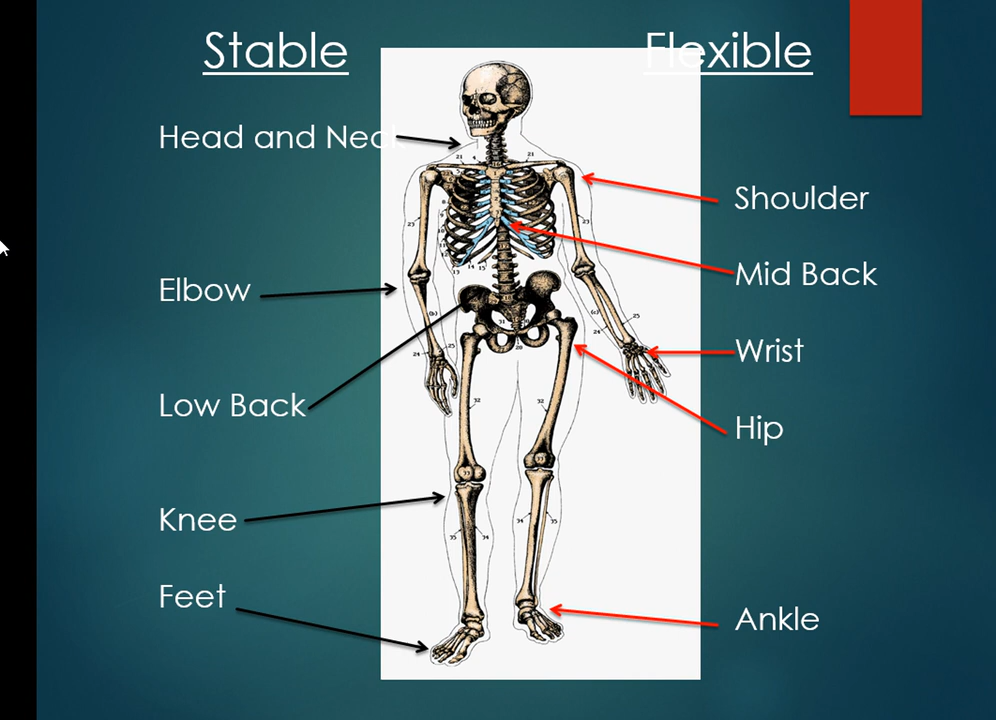 Stable
Flexible
Head and Neck
Shoulder
Mid Back
Elbow
Wrist
Low Back
Hip
Knee
Feet
Ankle